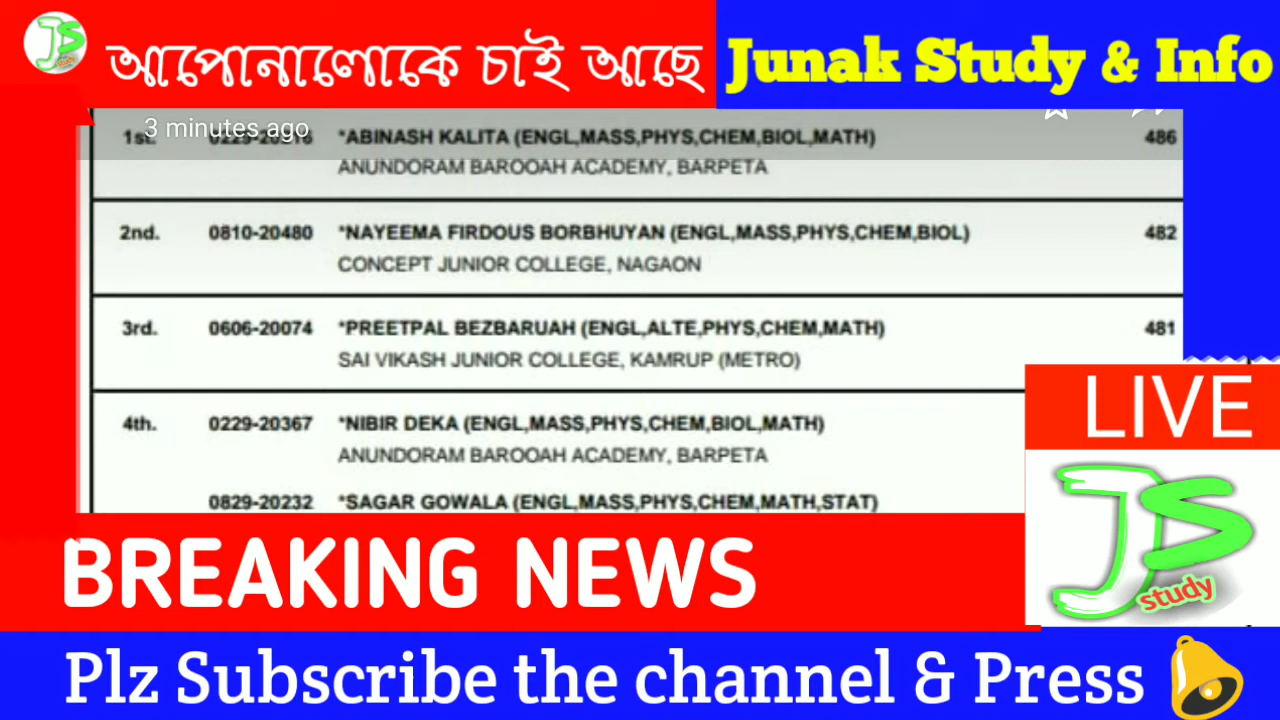 JS
study
আপোনালোকে চাই আছে
Junak Study & Info
3 minutes ago
1st. *ABINASH KALITA (ENGL,MASS,PHYS,CHEM,BIOL,MATH) 486
ANUNDORAM BAROOAH ACADEMY, BARPETA
2nd. 0810-20480 *NAYEEMA FIRDOUS BORBHUYAN (ENGL,MASS,PHYS,CHEM,BIOL) 482
CONCEPT JUNIOR COLLEGE, NAGAON
3rd. 0606-20074 *PREETPAL BEZBARUAH (ENGL,ALTE,PHYS,CHEM,MATH) 481
SAI VIKASH JUNIOR COLLEGE, KAMRUP (METRO)
4th. 0229-20367 *NIBIR DEKA (ENGL,MASS,PHYS,CHEM,BIOL,MATH)
ANUNDORAM BAROOAH ACADEMY, BARPETA
0829-20232 *SAGAR GOWALA (ENGL,MASS,PHYS,CHEM,MATH,STAT)
LIVE
JS
study
BREAKING NEWS
Plz Subscribe the channel & Press